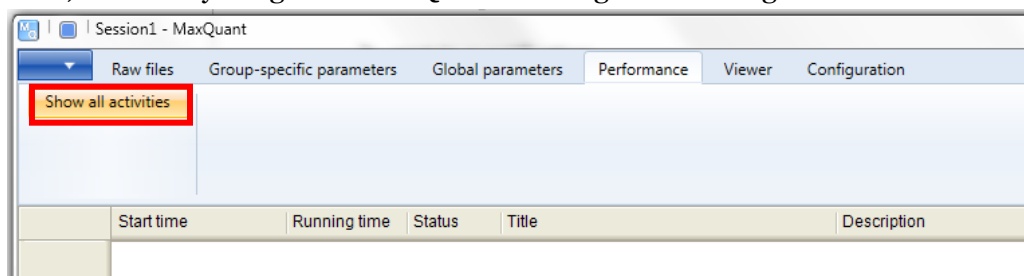 Session1 - MaxQuant
Raw files Group-specific parameters Global parameters Performance Viewer Configuration
Show all activities
Start time Running time Status Title Description